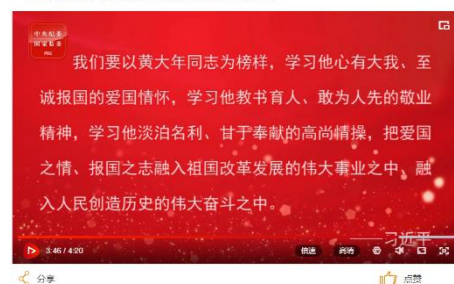 中央纪委
国家监委
网站
我们要以黄大年同志为榜样，学习他心有大我、至
诚报国的爱国情怀，学习他教书育人、敢为人先的敬业
精神，学习他淡泊名利、甘于奉献的高尚情操，把爱国
之情、报国之志融入祖国改革发展的伟大事业之中、融
入人民创造历史的伟大奋斗之中。
习近平
3:46 / 4:20 倍速 高清
分享 点赞